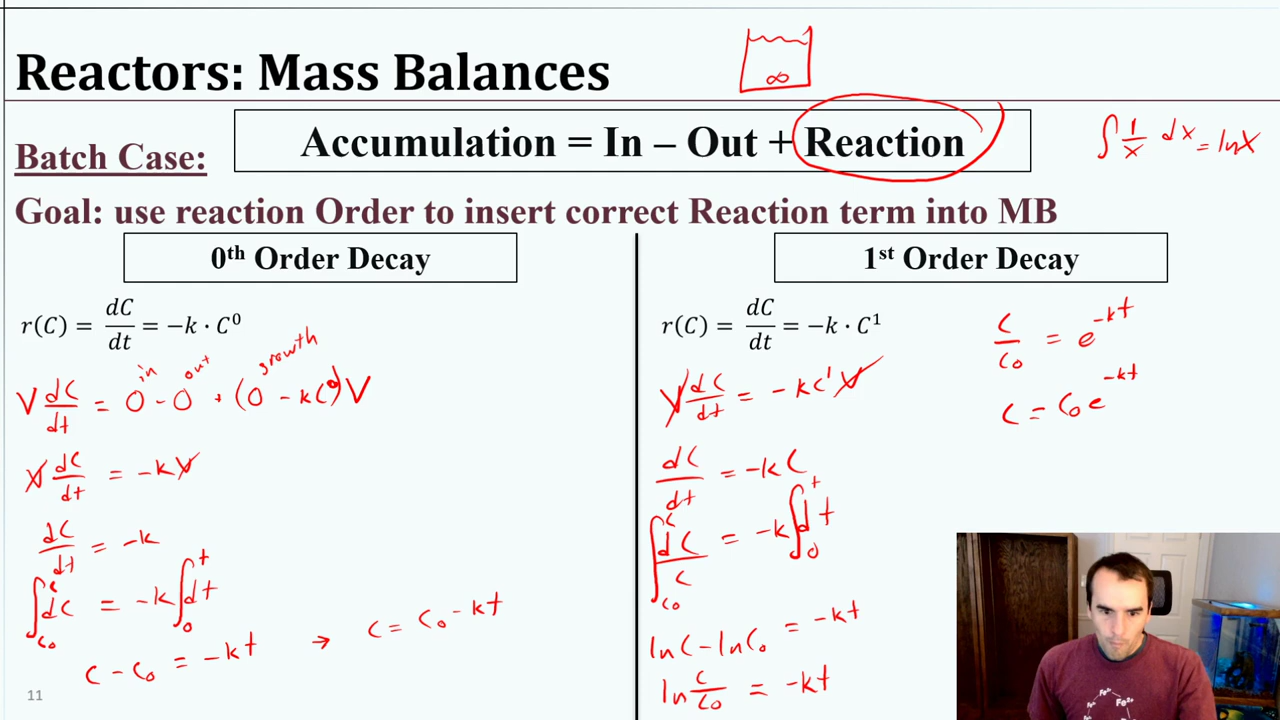 Reactors: Mass Balances
∞
Batch Case:
Accumulation = In – Out + Reaction
∫ 1/x dx = ln x
Goal: use reaction Order to insert correct Reaction term into MB
0th Order Decay
r(C) = dC/dt = −k · C⁰
in out growth
V dC/dt = 0 - 0 + (0 - kC⁰)V
V dC/dt = -kV
dC/dt = -k
∫_C₀^C dC = -k ∫_0^t dt
C - C₀ = -kt → C = C₀ - kt
1st Order Decay
r(C) = dC/dt = −k · C¹
V dC/dt = -kC¹V
dC/dt = -kC
∫_C₀^C dC/C = -k ∫_0^t dt
ln C - ln C₀ = -kt
ln C/C₀ = -kt
C/C₀ = e^-kt
C = C₀e^-kt
11
Fe²⁺
Fe³⁺